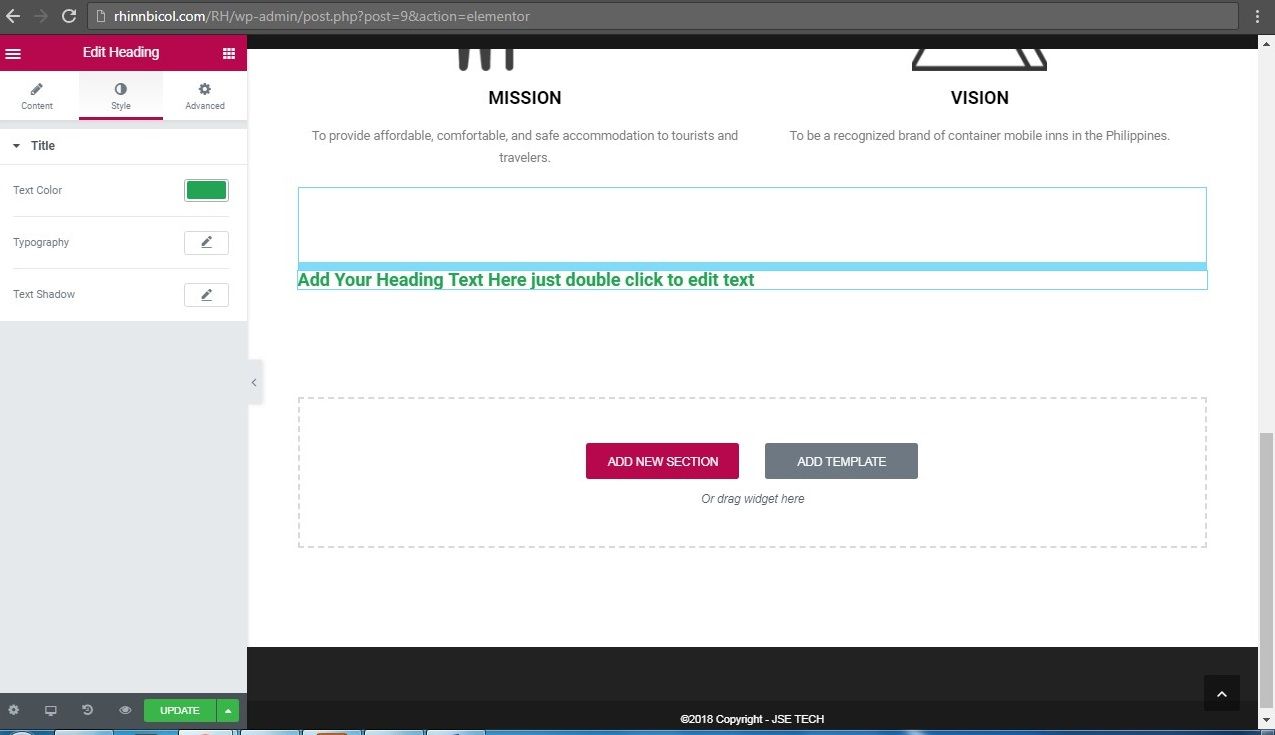 rhinnbicol.com/RH/wp-admin/post.php?post=9&action=elementor
Edit Heading
Content
Style
Advanced
Title
Text Color
Typography
Text Shadow
UPDATE
MISSION
To provide affordable, comfortable, and safe accommodation to tourists and
travelers.
VISION
To be a recognized brand of container mobile inns in the Philippines.
Add Your Heading Text Here just double click to edit text
ADD NEW SECTION
ADD TEMPLATE
Or drag widget here
©2018 Copyright - JSE TECH